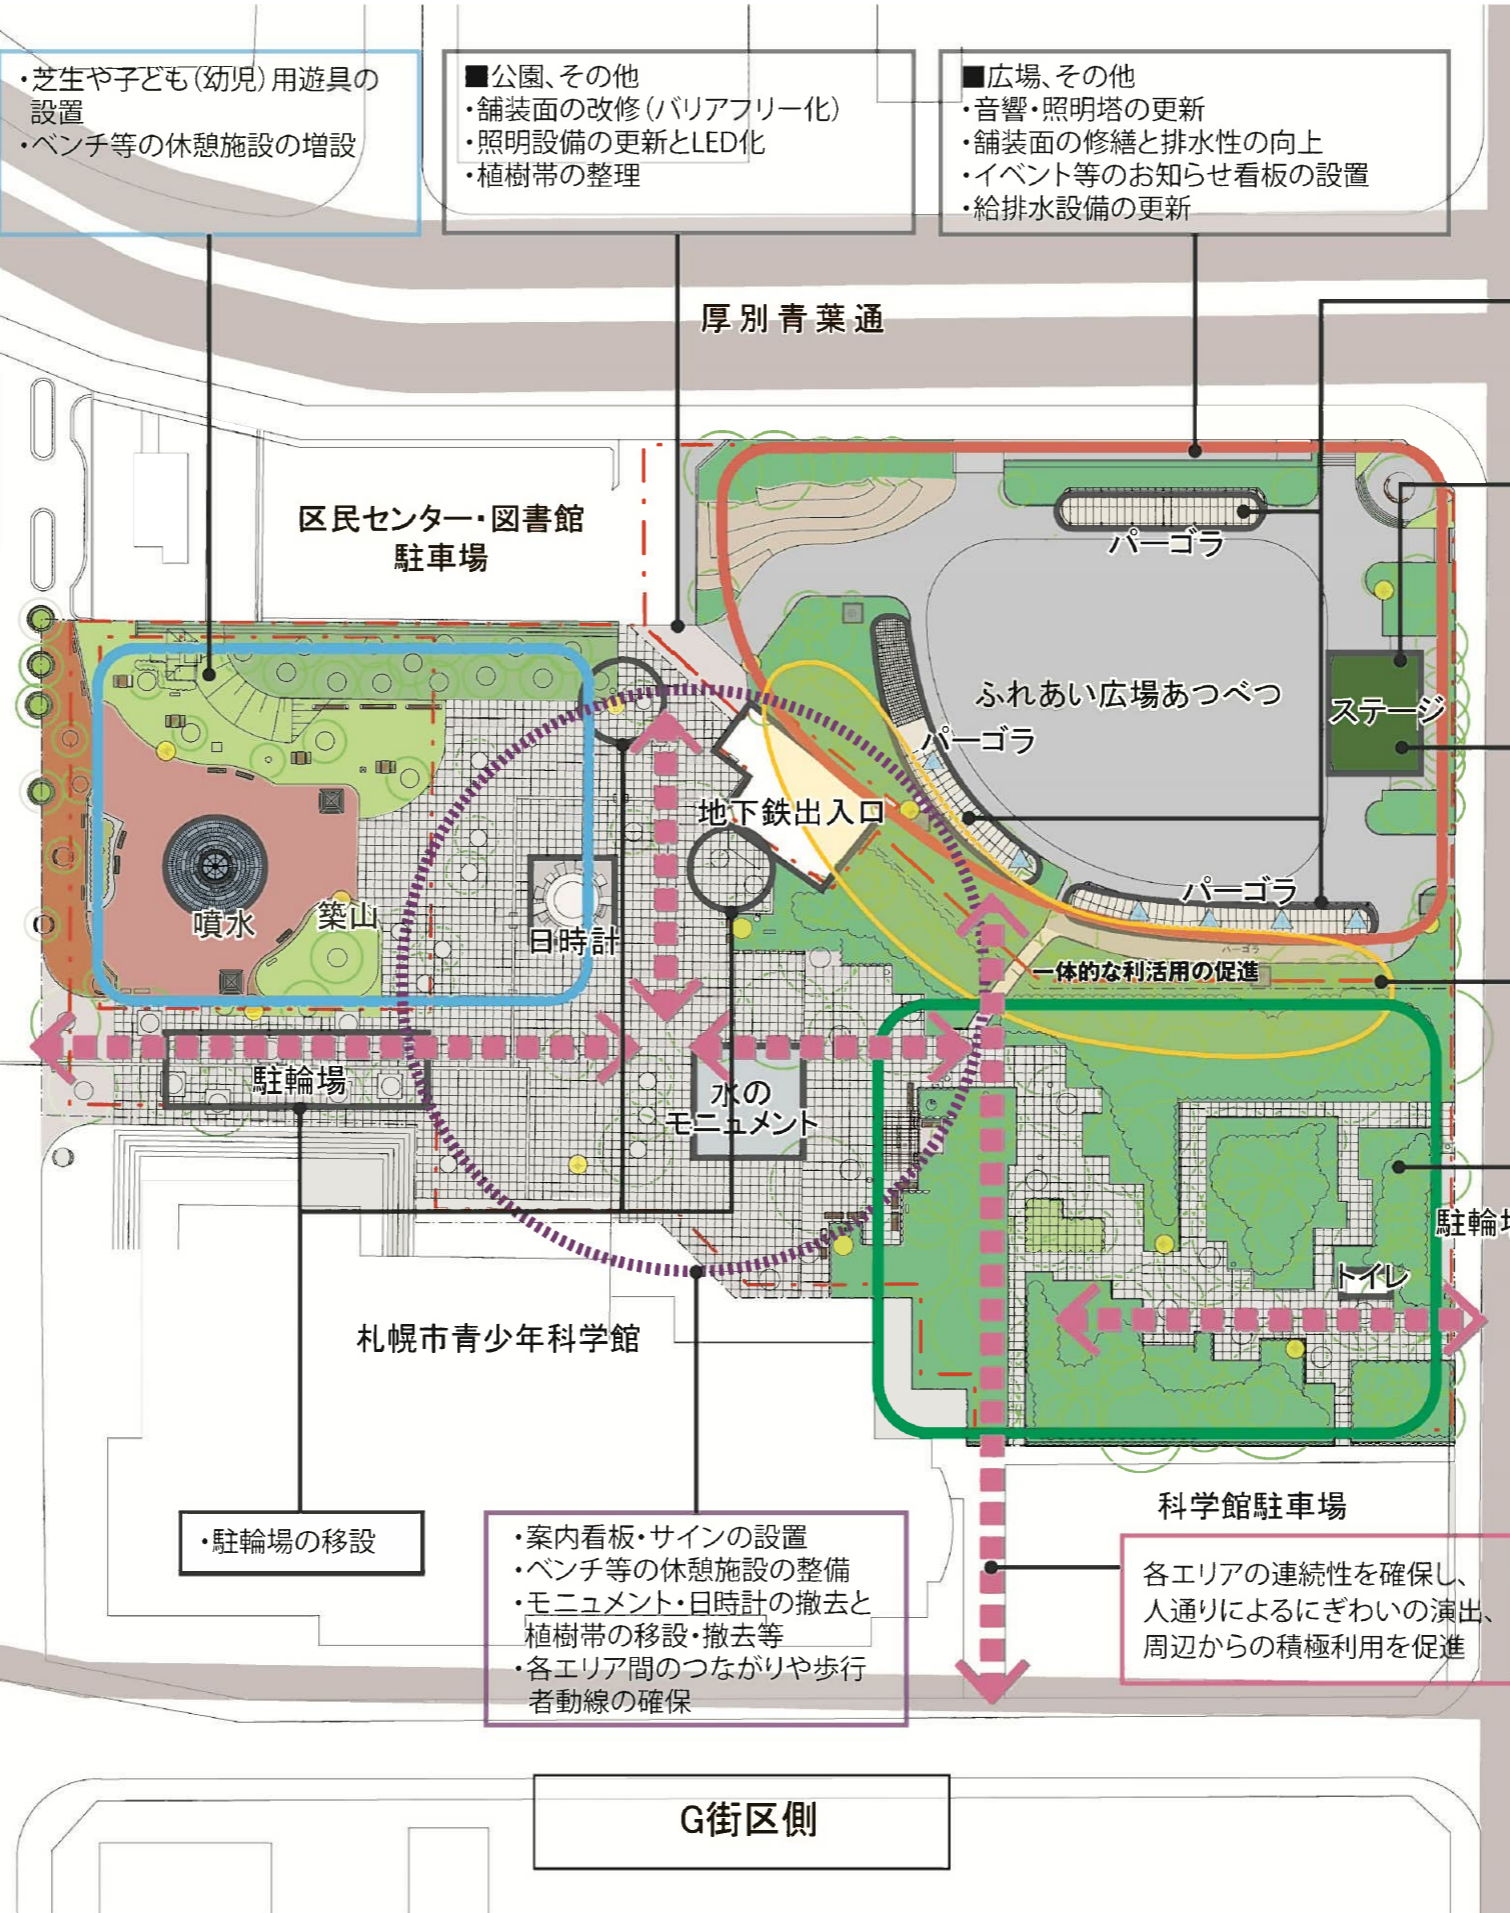 ・芝生や子ども(幼児)用遊具の
設置
・ベンチ等の休憩施設の増設
■公園、その他
・舗装面の改修(バリアフリー化)
・照明設備の更新とLED化
・植樹帯の整理
■広場、その他
・音響・照明塔の更新
・舗装面の修繕と排水性の向上
・イベント等のお知らせ看板の設置
・給排水設備の更新
厚別青葉通
区民センター・図書館
駐車場
パーゴラ
ふれあい広場あつべつ
ステージ
パーゴラ
地下鉄出入口
パーゴラ
噴水
築山
日時計
パーゴラ
一体的な利活用の促進
駐輪場
水の
モニュメント
駐輪場
トイレ
札幌市青少年科学館
科学館駐車場
・駐輪場の移設
・案内看板・サインの設置
・ベンチ等の休憩施設の整備
・モニュメント・日時計の撤去と
植樹帯の移設・撤去等
・各エリア間のつながりや歩行
者動線の確保
各エリアの連続性を確保し、
人通りによるにぎわいの演出、
周辺からの積極利用を促進
G街区側